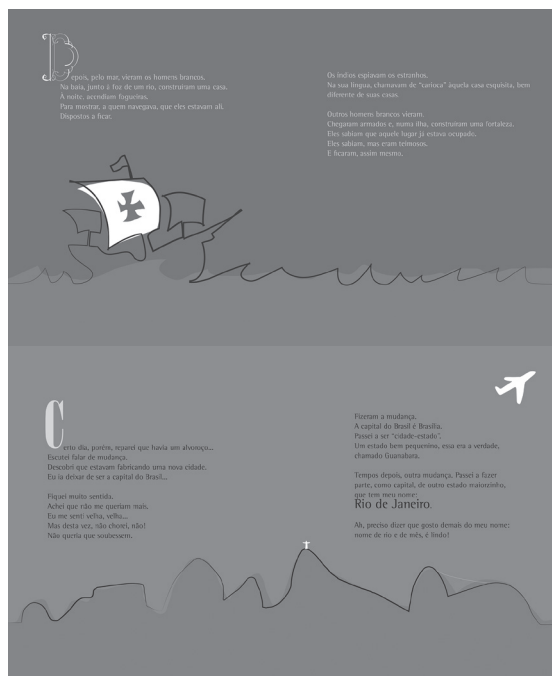 Depois, pelo mar, vieram os homens brancos.
Na baía, junto à foz de um rio, construíram uma casa.
À noite, acendiam fogueiras.
Para mostrar, a quem navegava, que eles estavam ali.
Dispostos a ficar.
Os índios espiavam os estranhos.
Na sua língua, chamavam de “carioca” àquela casa esquisita, bem
diferente de suas casas.
Outros homens brancos vieram.
Chegaram armados e, numa ilha, construíram uma fortaleza.
Eles sabiam que aquele lugar já estava ocupado.
Eles sabiam, mas eram teimosos.
E ficaram, assim mesmo.
Certo dia, porém, reparei que havia um alvoroço...
Escutei falar de mudança.
Descobri que estavam fabricando uma nova cidade.
Eu ia deixar de ser a capital do Brasil...
Fiquei muito sentida.
Achei que não me queriam mais.
Eu me senti velha, velha...
Mas desta vez, não chorei, não!
Não queria que soubessem.
Fizeram a mudança.
A capital do Brasil é Brasília.
Passei a ser “cidade-estado”.
Um estado bem pequenino, essa era a verdade,
chamado Guanabara.
Tempos depois, outra mudança. Passei a fazer
parte, como capital, de outro estado maiorzinho,
que tem meu nome:
Rio de Janeiro.
Ah, preciso dizer que gosto demais do meu nome:
nome de rio e de mês, é lindo!